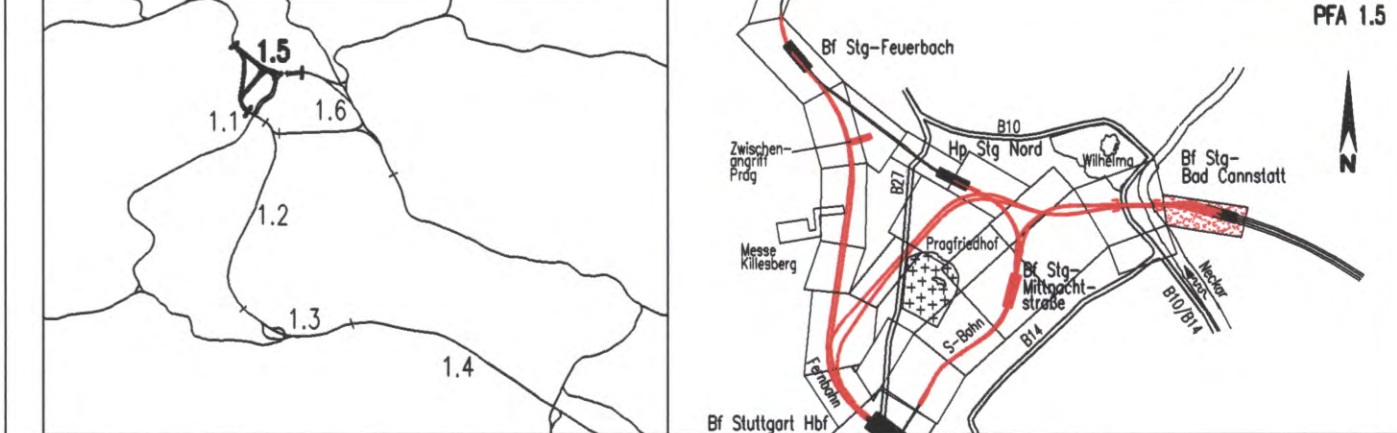 1.5
1.1
1.6
1.2
1.3
1.4
PFA 1.5
Bf Stg-Feuerbach
N
B10
Zwischen-
angriff
Prag
Hp Stg Nord
Wilhelma
Bf Stg-
Bad Cannstatt
B27
Messe
Killesberg
Pragfriedhof
Bf Stg-
Mittnacht-
straße
Neckar
B10/B14
S-Bahn
B14
Fernbahn
Bf Stuttgart Hbf